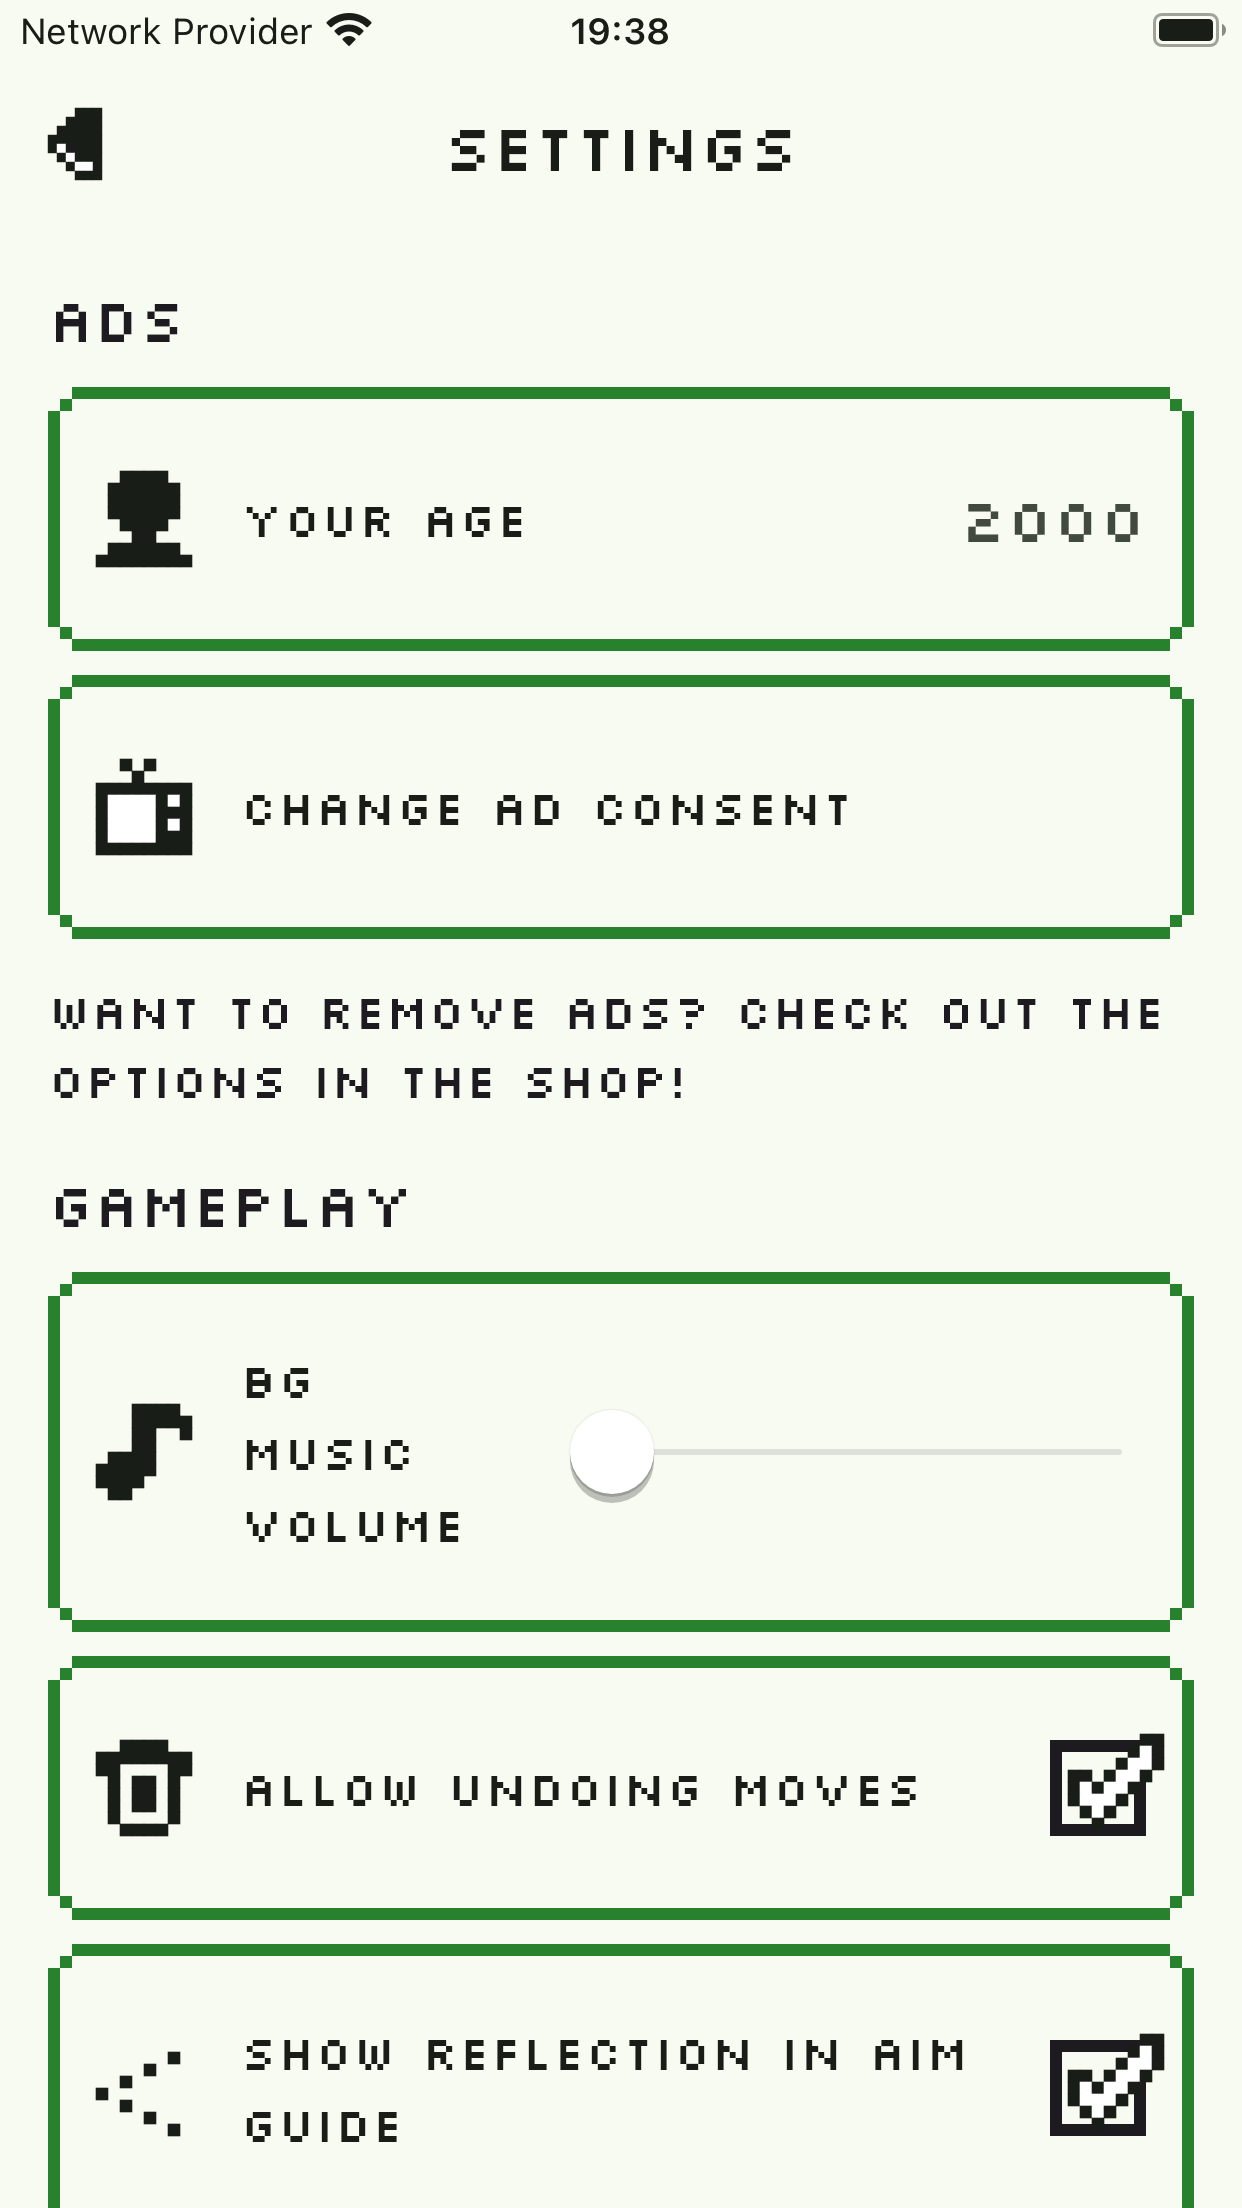 Network Provider 19:38
SETTINGS
ADS
YOUR AGE 2000
CHANGE AD CONSENT
WANT TO REMOVE ADS? CHECK OUT THE
OPTIONS IN THE SHOP!
GAMEPLAY
BG
MUSIC
VOLUME
ALLOW UNDOING MOVES
SHOW REFLECTION IN AIM
GUIDE